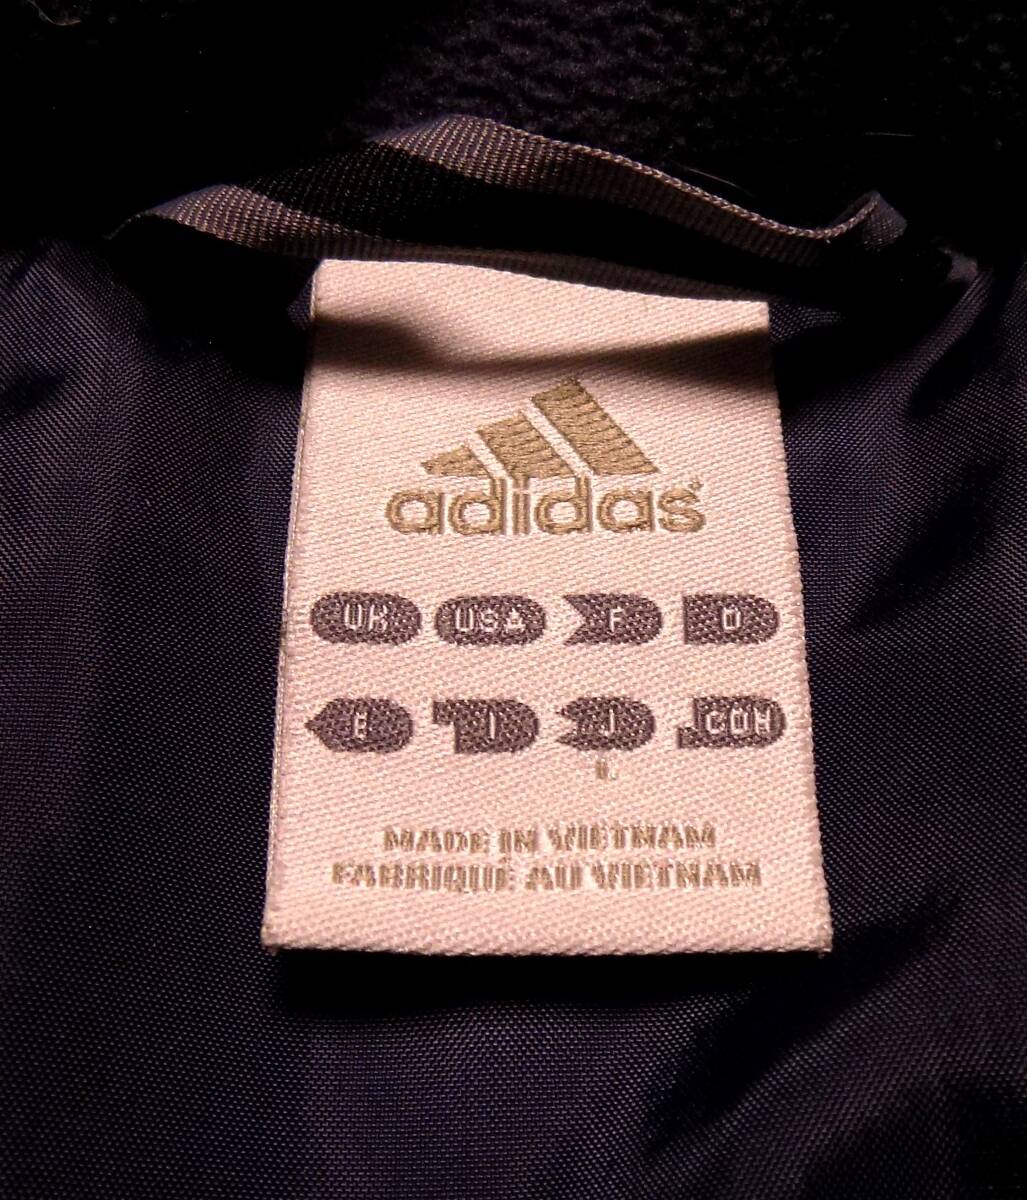 adidas®
UK USA F D
E I J .COM
MADE IN VIETNAM
FABRIQUÉ AU VIETNAM